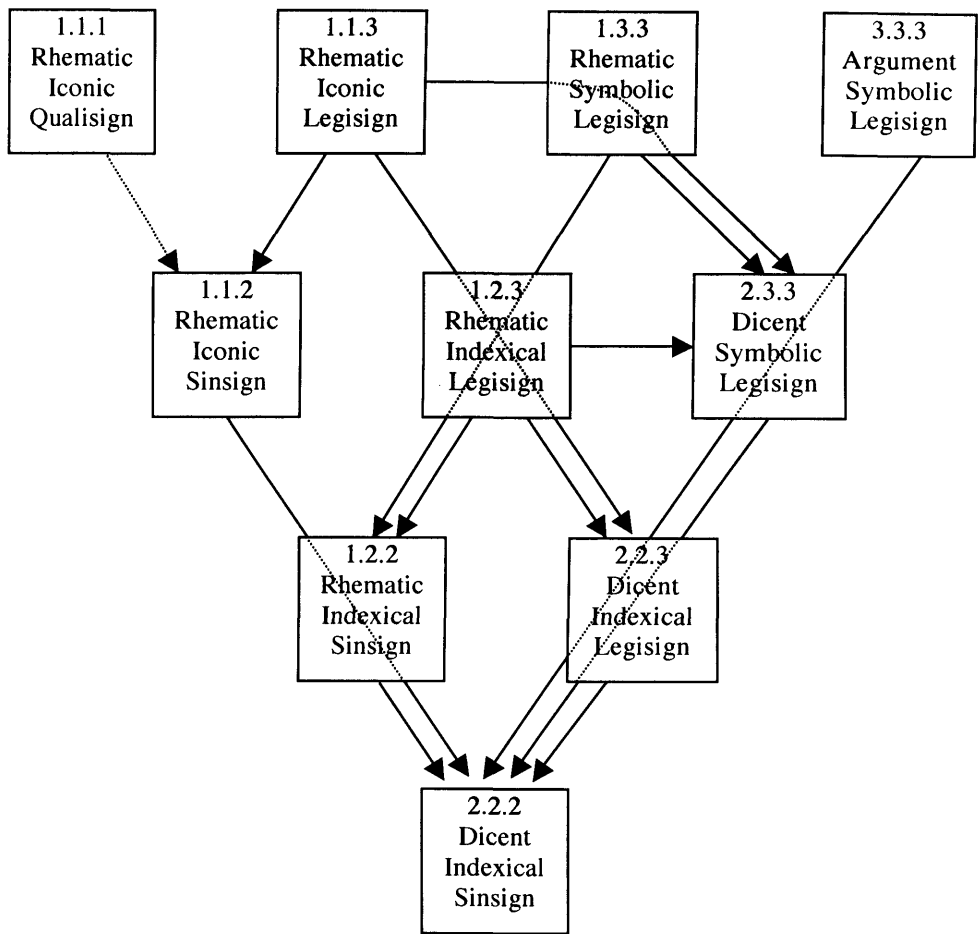 1.1.1
Rhematic
Iconic
Qualisign
1.1.3
Rhematic
Iconic
Legisign
1.3.3
Rhematic
Symbolic
Legisign
3.3.3
Argument
Symbolic
Legisign
1.1.2
Rhematic
Iconic
Sinsign
1.2.3
Rhematic
Indexical
Legisign
2.3.3
Dicent
Symbolic
Legisign
1.2.2
Rhematic
Indexical
Sinsign
2.2.3
Dicent
Indexical
Legisign
2.2.2
Dicent
Indexical
Sinsign